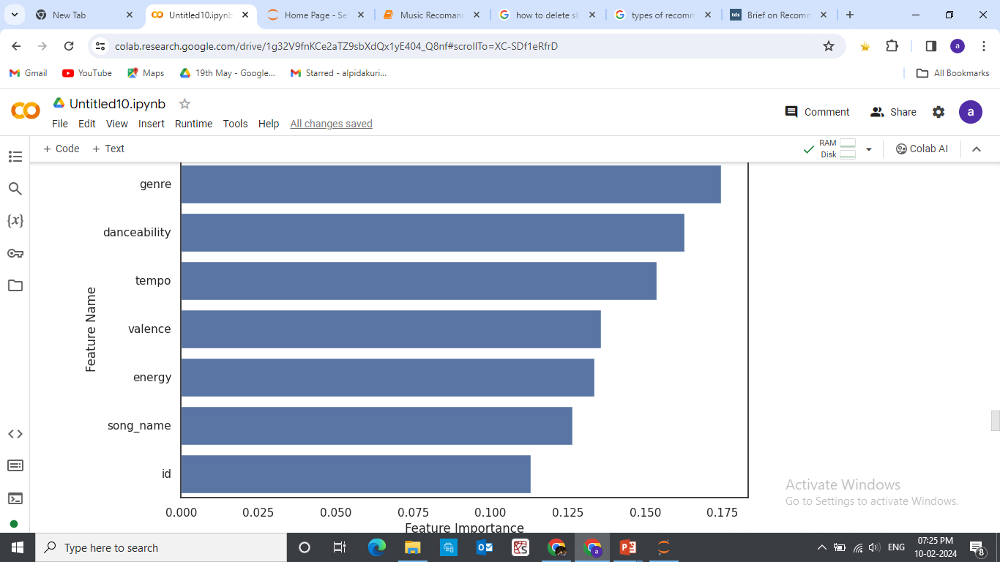 New Tab
Untitled10.ipynb
Home Page - Se
Music Recoman
how to delete sl
types of recomm
Brief on Recomm
colab.research.google.com/drive/1g32V9fnKCe2aTZ9sbXdQx1yE404_Q8nf#scrollTo=XC-SDf1eRfrD
a
Gmail
YouTube
Maps
19th May - Google...
Starred - alpidakuri...
All Bookmarks
Untitled10.ipynb
Comment
Share
a
File Edit View Insert Runtime Tools Help All changes saved
+ Code + Text
RAM
Disk
Colab AI
{x}
genre
danceability
tempo
valence
energy
song_name
id
Feature Name
0.000 0.025 0.050 0.075 0.100 0.125 0.150 0.175
Feature Importance
Activate Windows
Go to Settings to activate Windows.
Type here to search
ENG
07:25 PM
10-02-2024
8